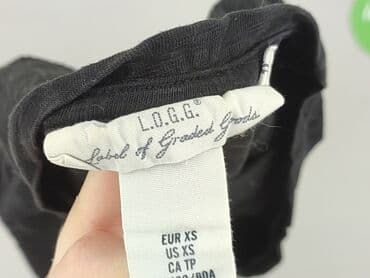 L.O.G.G.®
Label of Graded Goods
EUR XS
US XS
CA TP